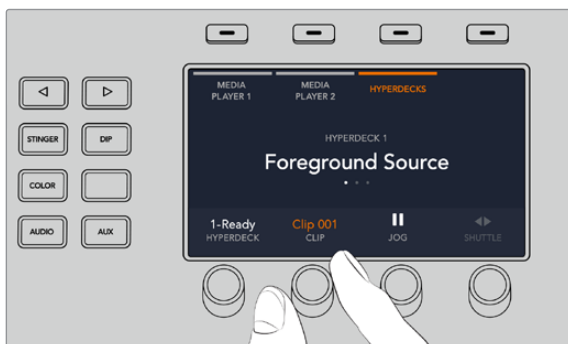 MEDIA
PLAYER 1
MEDIA
PLAYER 2
HYPERDECKS
STINGER
DIP
HYPERDECK 1
Foreground Source
COLOR
1-Ready
HYPERDECK
Clip 001
CLIP
JOG
SHUTTLE
AUDIO
AUX